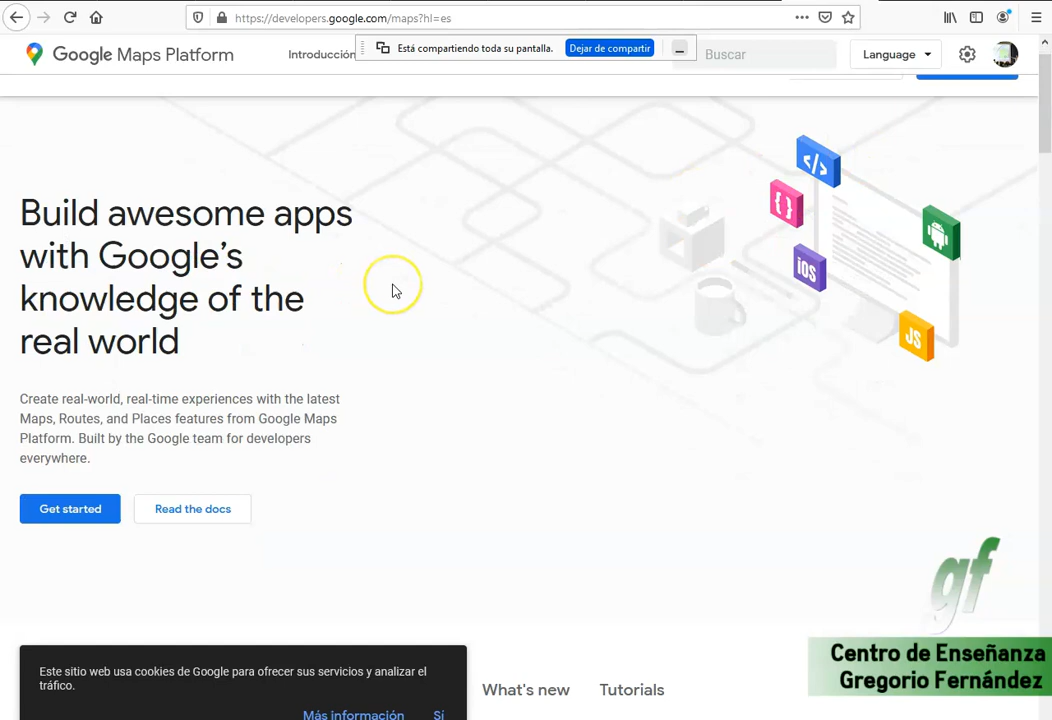 https://developers.google.com/maps?hl=es
Google Maps Platform
Introducción
Está compartiendo toda su pantalla.
Dejar de compartir
Buscar
Language
</>
{}
iOS
JS
Build awesome apps
with Google's
knowledge of the
real world
Create real-world, real-time experiences with the latest
Maps, Routes, and Places features from Google Maps
Platform. Built by the Google team for developers
everywhere.
Get started
Read the docs
gf
Centro de Enseñanza
Gregorio Fernández
Este sitio web usa cookies de Google para ofrecer sus servicios y analizar el
tráfico.
Más información
Sí
What's new
Tutorials